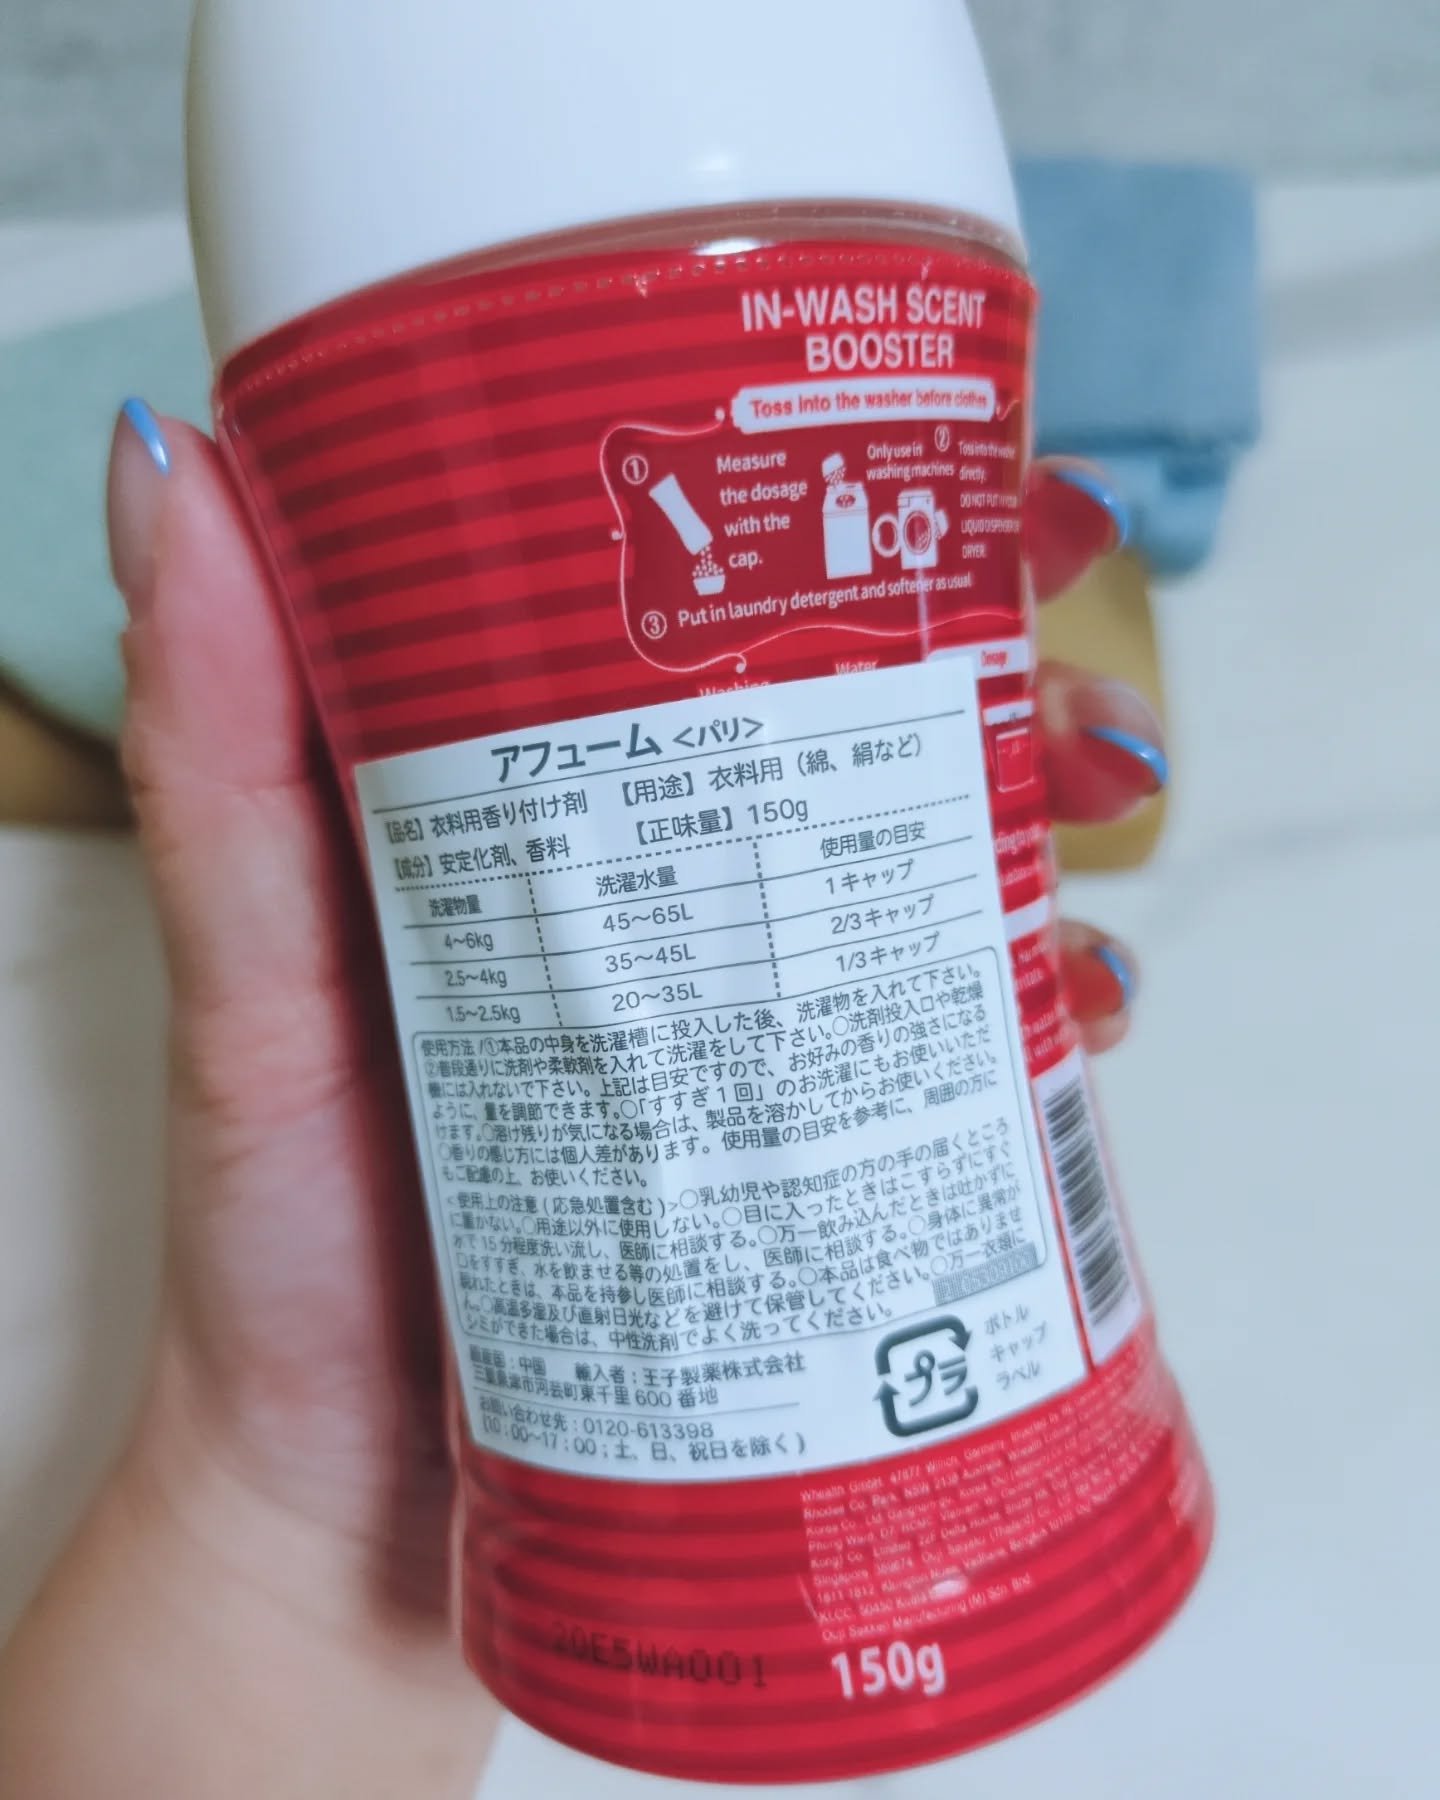 IN-WASH SCENT
BOOSTER
Toss into the washer before clothes
① Measure
the dosage
with the
cap.
Only use in
washing machines
② Toss into the washer
directly.
DO NOT PUT IN YOUR
LIQUID DISPENSER OR
DRYER.
③ Put in laundry detergent and softener as usual
Washing
Water
Dosage
アフューム<パリ>
【品名】衣料用香り付け剤 【用途】衣料用(綿、絹など)
【成分】安定化剤、香料 【正味量】150g
洗濯物量 洗濯水量 使用量の目安
4〜6kg 45〜65L 1キャップ
2.5〜4kg 35〜45L 2/3キャップ
1.5〜2.5kg 20〜35L 1/3キャップ
使用方法/①本品の中身を洗濯槽に投入した後、洗濯物を入れて下さい。
②普段通りに洗剤や柔軟剤を入れて洗濯をして下さい。○洗剤投入口や乾燥
機には入れないで下さい。上記は目安ですので、お好みの香りの強さになる
ように、量を調節できます。○「すすぎ1回」のお洗濯にもお使いいただ
けます。○溶け残りが気になる場合は、製品を溶かしてからお使いください。
○香りの感じ方には個人差があります。使用量の目安を参考に、周囲の方に
もご配慮の上、お使いください。
<使用上の注意(応急処置含む)>○乳幼児や認知症の方の手の届くところ
に置かない。○用途以外に使用しない。○目に入ったときはこすらずにすぐ
水で15分程度洗い流し、医師に相談する。○万一飲み込んだときは吐かずに
口をすすぎ、水を飲ませる等の処置をし、医師に相談する。○身体に異常が
現れたときは、本品を持参し医師に相談する。○本品は食べ物ではありませ
ん。○高温多湿及び直射日光などを避けて保管してください。○万一衣類に
シミができた場合は、中性洗剤でよく洗ってください。
原産国:中国 輸入者:王子製薬株式会社
三重県津市河芸町東千里600番地
お問い合わせ先:0120-613398
(10:00〜17:00;土、日、祝日を除く)
プラ
ボトル
キャップ
ラベル
150g
20E5WA001